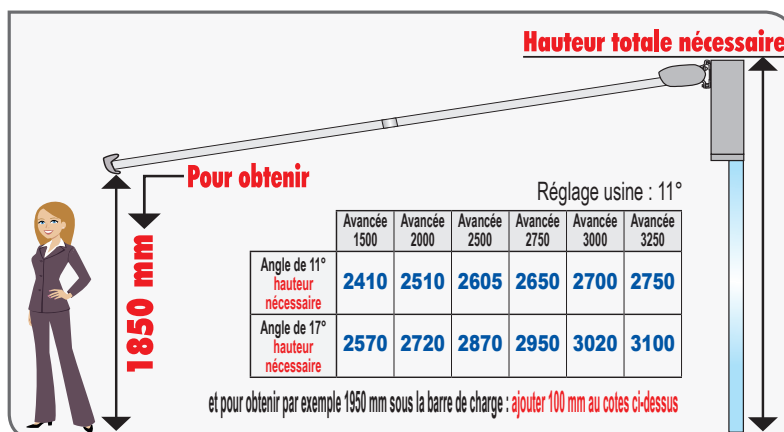 Hauteur totale nécessaire
Pour obtenir
1850 mm
Réglage usine : 11°
Avancée 1500 Avancée 2000 Avancée 2500 Avancée 2750 Avancée 3000 Avancée 3250
Angle de 11° hauteur nécessaire 2410 2510 2605 2650 2700 2750
Angle de 17° hauteur nécessaire 2570 2720 2870 2950 3020 3100
et pour obtenir par exemple 1950 mm sous la barre de charge : ajouter 100 mm au cotes ci-dessus